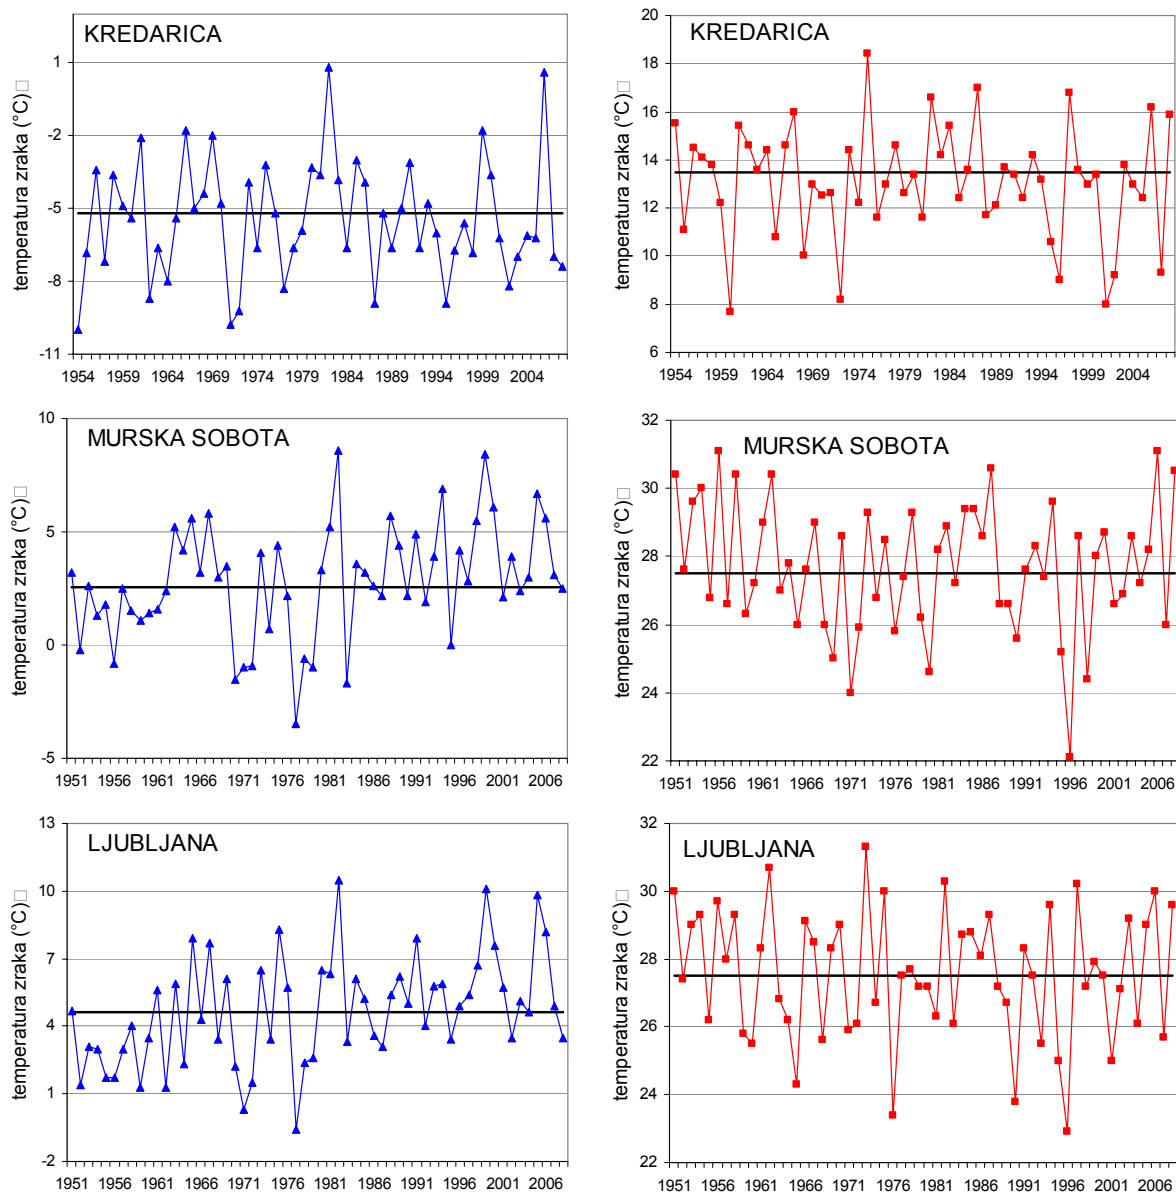 KREDARICA
temperatura zraka (°C)□
1
-2
-5
-8
-11
1954 1959 1964 1969 1974 1979 1984 1989 1994 1999 2004
KREDARICA
temperatura zraka (°C)□
20
18
16
14
12
10
8
6
1954 1959 1964 1969 1974 1979 1984 1989 1994 1999 2004
MURSKA SOBOTA
temperatura zraka (°C)□
10
5
0
-5
1951 1956 1961 1966 1971 1976 1981 1986 1991 1996 2001 2006
MURSKA SOBOTA
temperatura zraka (°C)□
32
30
28
26
24
22
1951 1956 1961 1966 1971 1976 1981 1986 1991 1996 2001 2006
LJUBLJANA
temperatura zraka (°C)□
13
10
7
4
1
-2
1951 1956 1961 1966 1971 1976 1981 1986 1991 1996 2001 2006
LJUBLJANA
temperatura zraka (°C)□
32
30
28
26
24
22
1951 1956 1961 1966 1971 1976 1981 1986 1991 1996 2001 2006